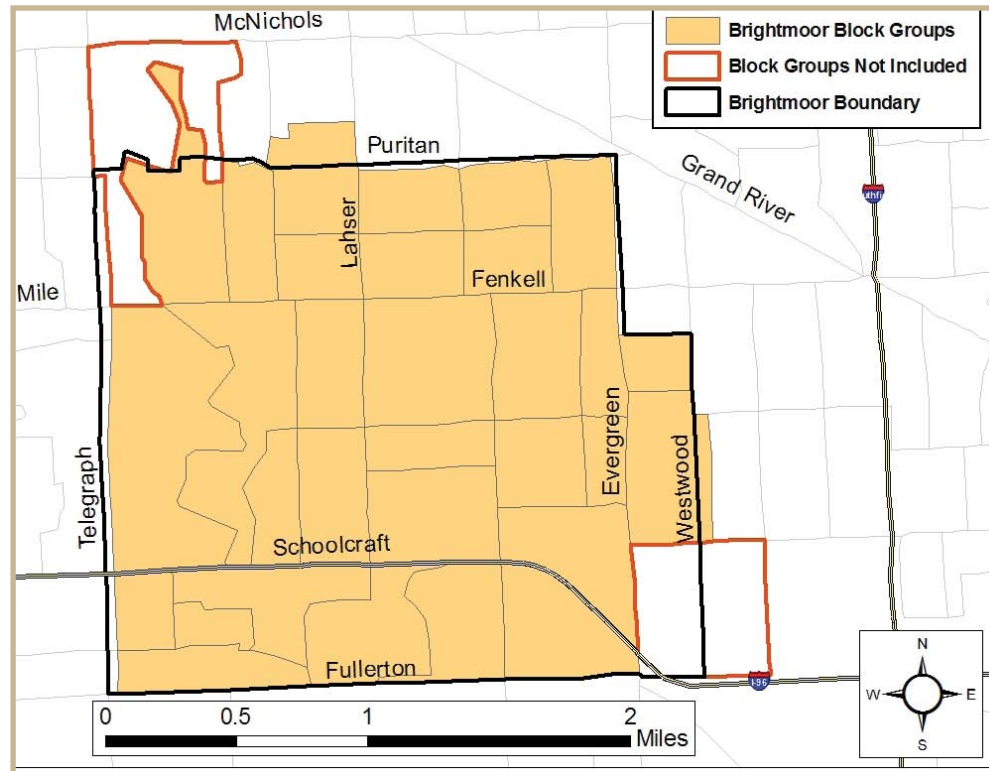 McNichols
Brightmoor Block Groups
Block Groups Not Included
Brightmoor Boundary
Puritan
Grand River
Lahser
Fenkell
Mile
Evergreen
Westwood
Telegraph
Schoolcraft
Fullerton
I-96
N
W E
S
0 0.5 1 2
Miles